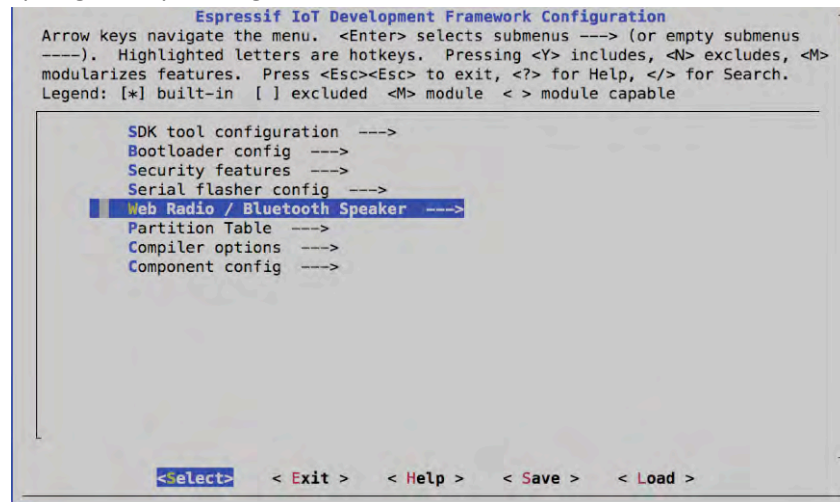 Espressif IoT Development Framework Configuration
Arrow keys navigate the menu.  <Enter> selects submenus ---> (or empty submenus
----).  Highlighted letters are hotkeys.  Pressing <Y> includes, <N> excludes, <M>
modularizes features.  Press <Esc><Esc> to exit, <?> for Help, </> for Search.
Legend: [*] built-in  [ ] excluded  <M> module  < > module capable
SDK tool configuration  --->
Bootloader config  --->
Security features  --->
Serial flasher config  --->
Web Radio / Bluetooth Speaker  --->
Partition Table  --->
Compiler options  --->
Component config  --->
<Select>    < Exit >    < Help >    < Save >    < Load >